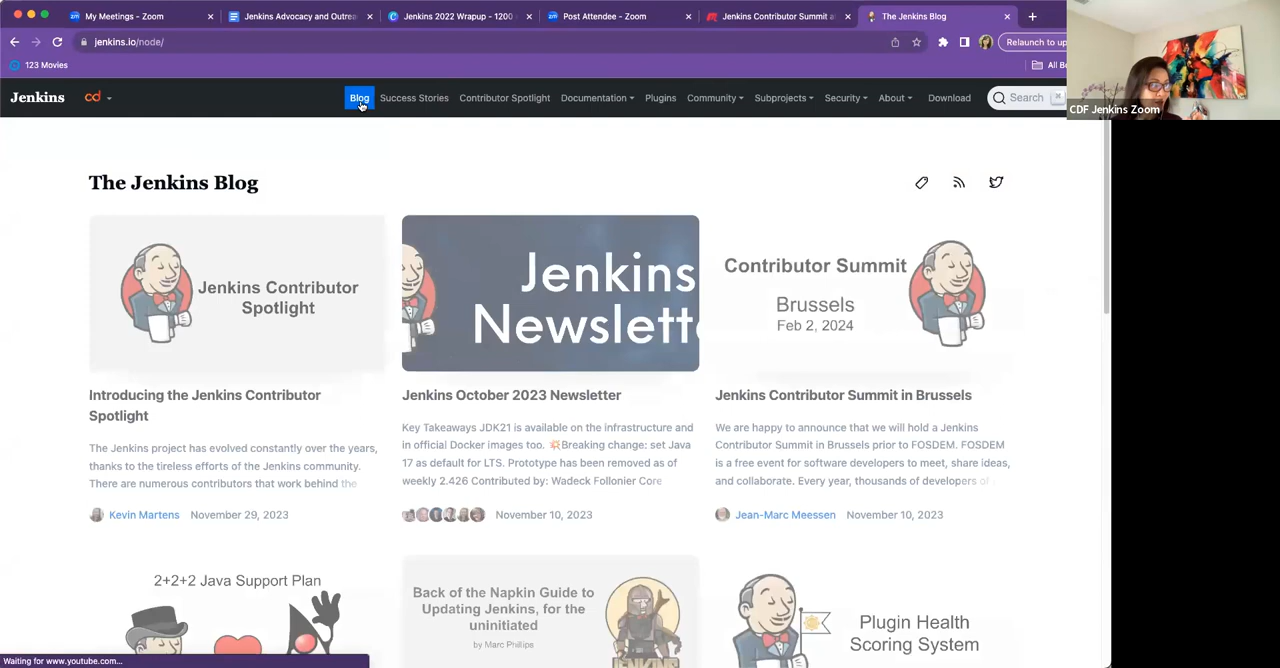 My Meetings - Zoom
Jenkins Advocacy and Outrea
Jenkins 2022 Wrapup - 1200
Post Attendee - Zoom
Jenkins Contributor Summit a
The Jenkins Blog
jenkins.io/node/
Relaunch to up
123 Movies
All Bo
Jenkins
cd
Blog
Success Stories
Contributor Spotlight
Documentation
Plugins
Community
Subprojects
Security
About
Download
Search
CDF Jenkins Zoom
The Jenkins Blog
Jenkins Contributor
Spotlight
Jenkins
Newslett
Contributor Summit
Brussels
Feb 2, 2024
Introducing the Jenkins Contributor
Spotlight
The Jenkins project has evolved constantly over the years,
thanks to the tireless efforts of the Jenkins community.
There are numerous contributors that work behind the
Kevin Martens November 29, 2023
Jenkins October 2023 Newsletter
Key Takeaways JDK21 is available on the infrastructure and
in official Docker images too. 💥Breaking change: set Java
17 as default for LTS. Prototype has been removed as of
weekly 2.426 Contributed by: Wadeck Follonier Core
November 10, 2023
Jenkins Contributor Summit in Brussels
We are happy to announce that we will hold a Jenkins
Contributor Summit in Brussels prior to FOSDEM. FOSDEM
is a free event for software developers to meet, share ideas,
and collaborate. Every year, thousands of developers of
Jean-Marc Meessen November 10, 2023
2+2+2 Java Support Plan
Back of the Napkin Guide to
Updating Jenkins, for the
uninitiated
by Marc Phillips
JENKINS
Plugin Health
Scoring System
Waiting for www.youtube.com...